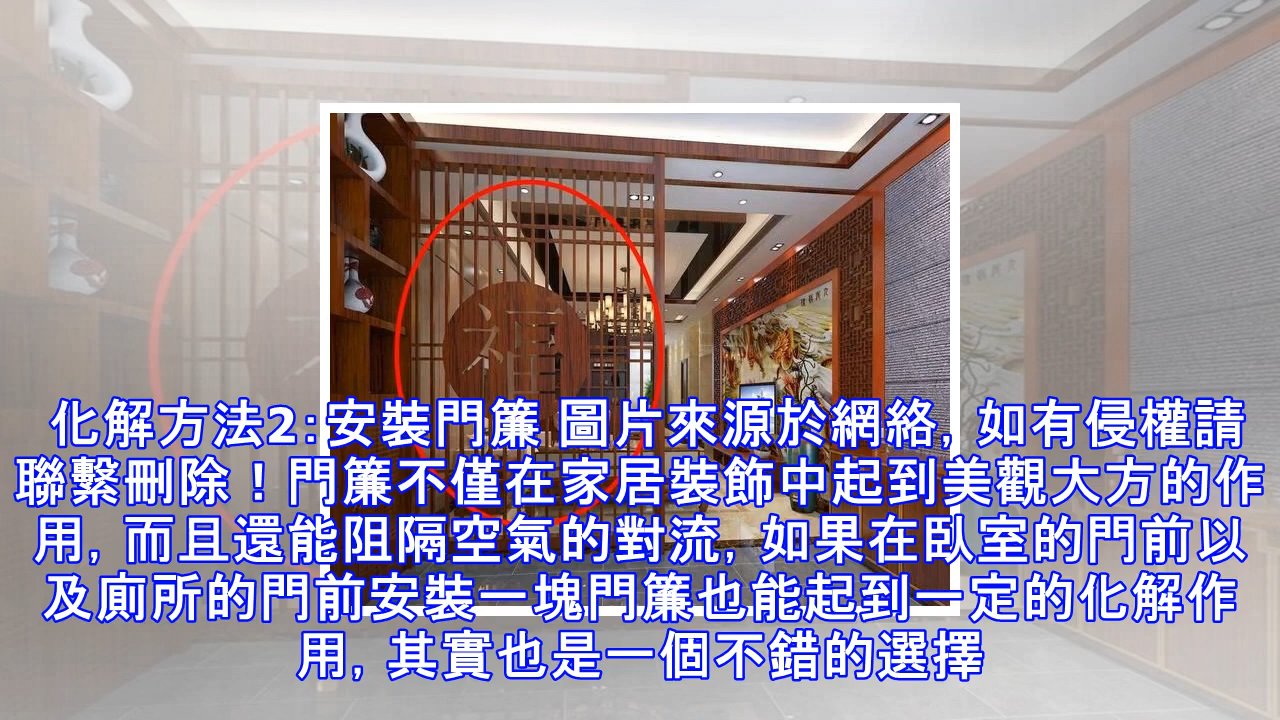 福
化解方法2:安裝門簾 圖片來源於網絡, 如有侵權請
聯繫刪除！門簾不僅在家居裝飾中起到美觀大方的作
用, 而且還能阻隔空氣的對流, 如果在臥室的門前以
及廁所的門前安裝一塊門簾也能起到一定的化解作
用, 其實也是一個不錯的選擇